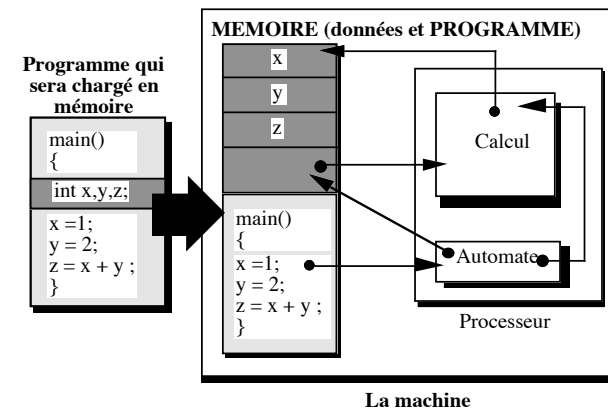 MEMOIRE (données et PROGRAMME)
Programme qui
sera chargé en
mémoire
main()
{
int x,y,z;
x =1;
y = 2;
z = x + y ;
}
x
y
z
main()
{
x =1;
y = 2;
z = x + y ;
}
Calcul
Automate
Processeur
La machine